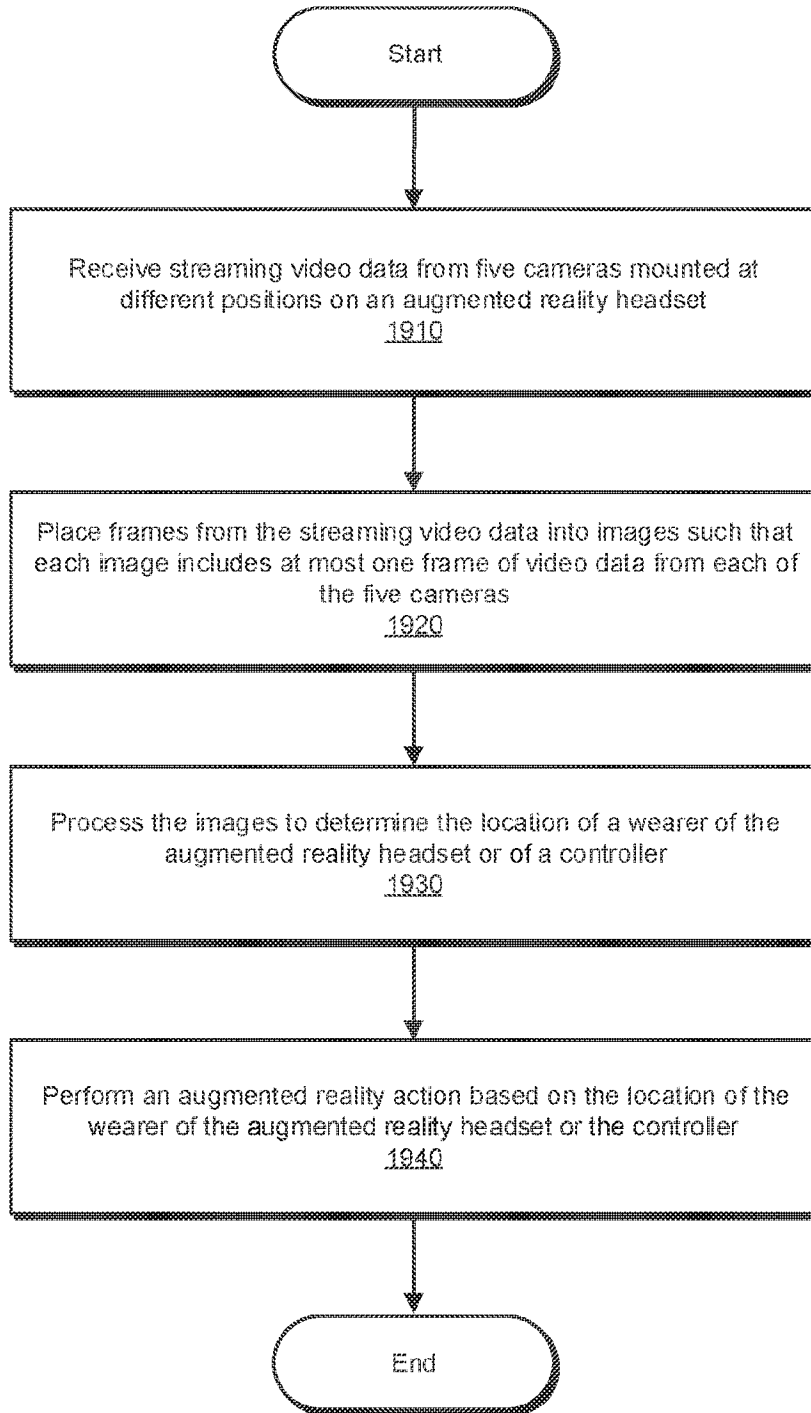 Start
Receive streaming video data from five cameras mounted at
different positions on an augmented reality headset
1910
Place frames from the streaming video data into images such that
each image includes at most one frame of video data from each of
the five cameras
1920
Process the images to determine the location of a wearer of the
augmented reality headset or of a controller
1930
Perform an augmented reality action based on the location of the
wearer of the augmented reality headset or the controller
1940
End